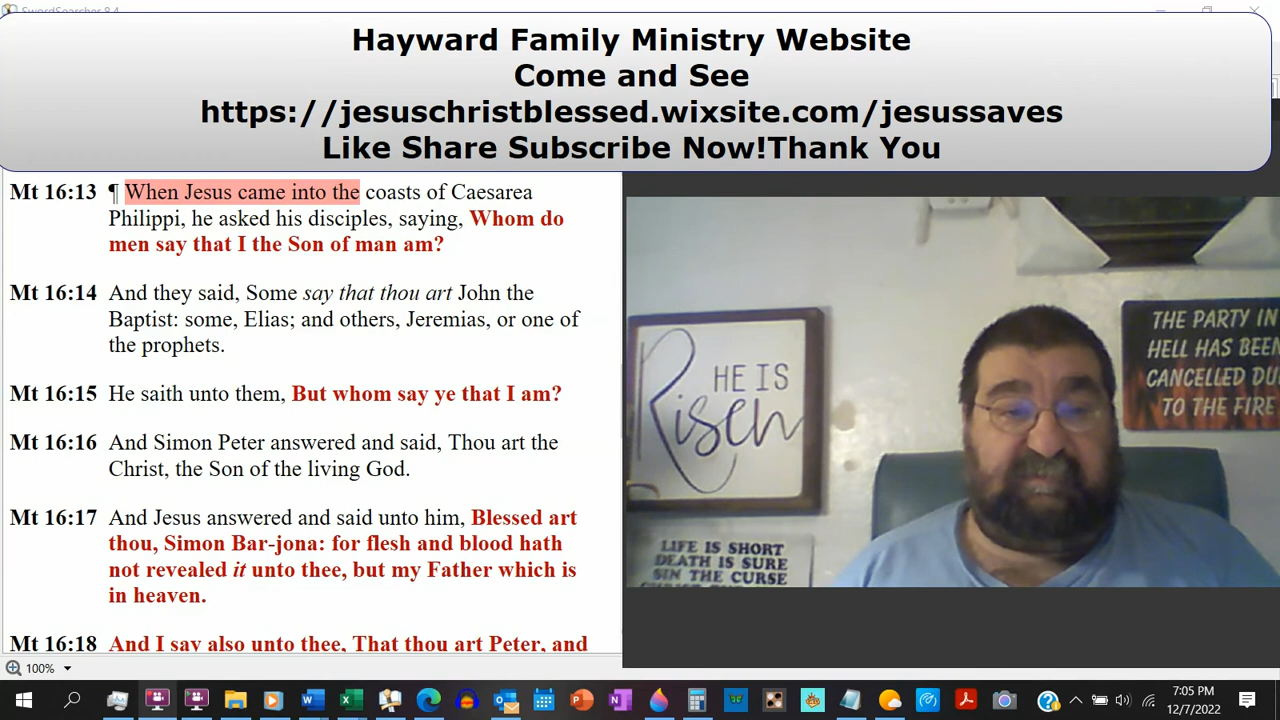 SwordSearcher 8.4
Hayward Family Ministry Website
Come and See
https://jesuschristblessed.wixsite.com/jesussaves
Like Share Subscribe Now!Thank You
Mt 16:13 ¶ When Jesus came into the coasts of Caesarea
Philippi, he asked his disciples, saying, Whom do
men say that I the Son of man am?
Mt 16:14 And they said, Some say that thou art John the
Baptist: some, Elias; and others, Jeremias, or one of
the prophets.
Mt 16:15 He saith unto them, But whom say ye that I am?
Mt 16:16 And Simon Peter answered and said, Thou art the
Christ, the Son of the living God.
Mt 16:17 And Jesus answered and said unto him, Blessed art
thou, Simon Bar-jona: for flesh and blood hath
not revealed it unto thee, but my Father which is
in heaven.
Mt 16:18 And I say also unto thee, That thou art Peter, and
100%
HE IS
Risen
THE PARTY IN
HELL HAS BEEN
CANCELLED DU
TO THE FIRE
LIFE IS SHORT
DEATH IS SURE
SIN THE CURSE
7:05 PM
12/7/2022